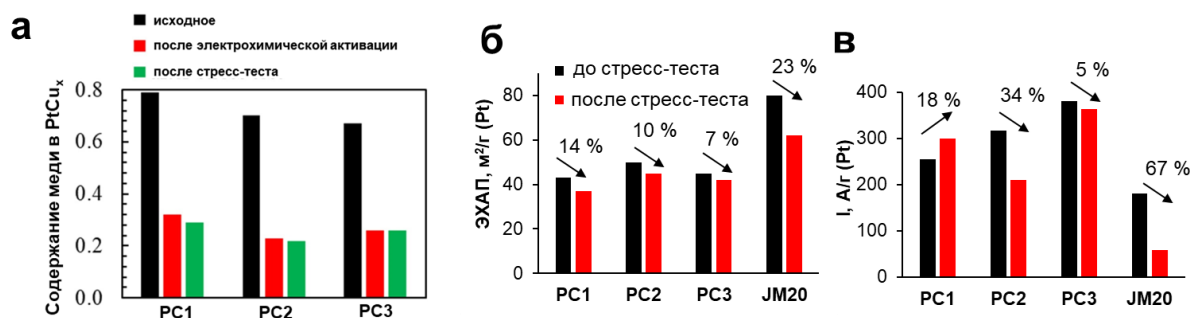 а
исходное
после электрохимической активации
после стресс-теста
Содержание меди в PtCuₓ
0.8
0.6
0.4
0.2
0.0
PC1 PC2 PC3
б
до стресс-теста
после стресс-теста
ЭХАП, м²/г (Pt)
80
60
40
20
0
14 %
10 %
7 %
23 %
PC1 PC2 PC3 JM20
в
I, А/г (Pt)
400
300
200
100
0
18 %
34 %
5 %
67 %
PC1 PC2 PC3 JM20